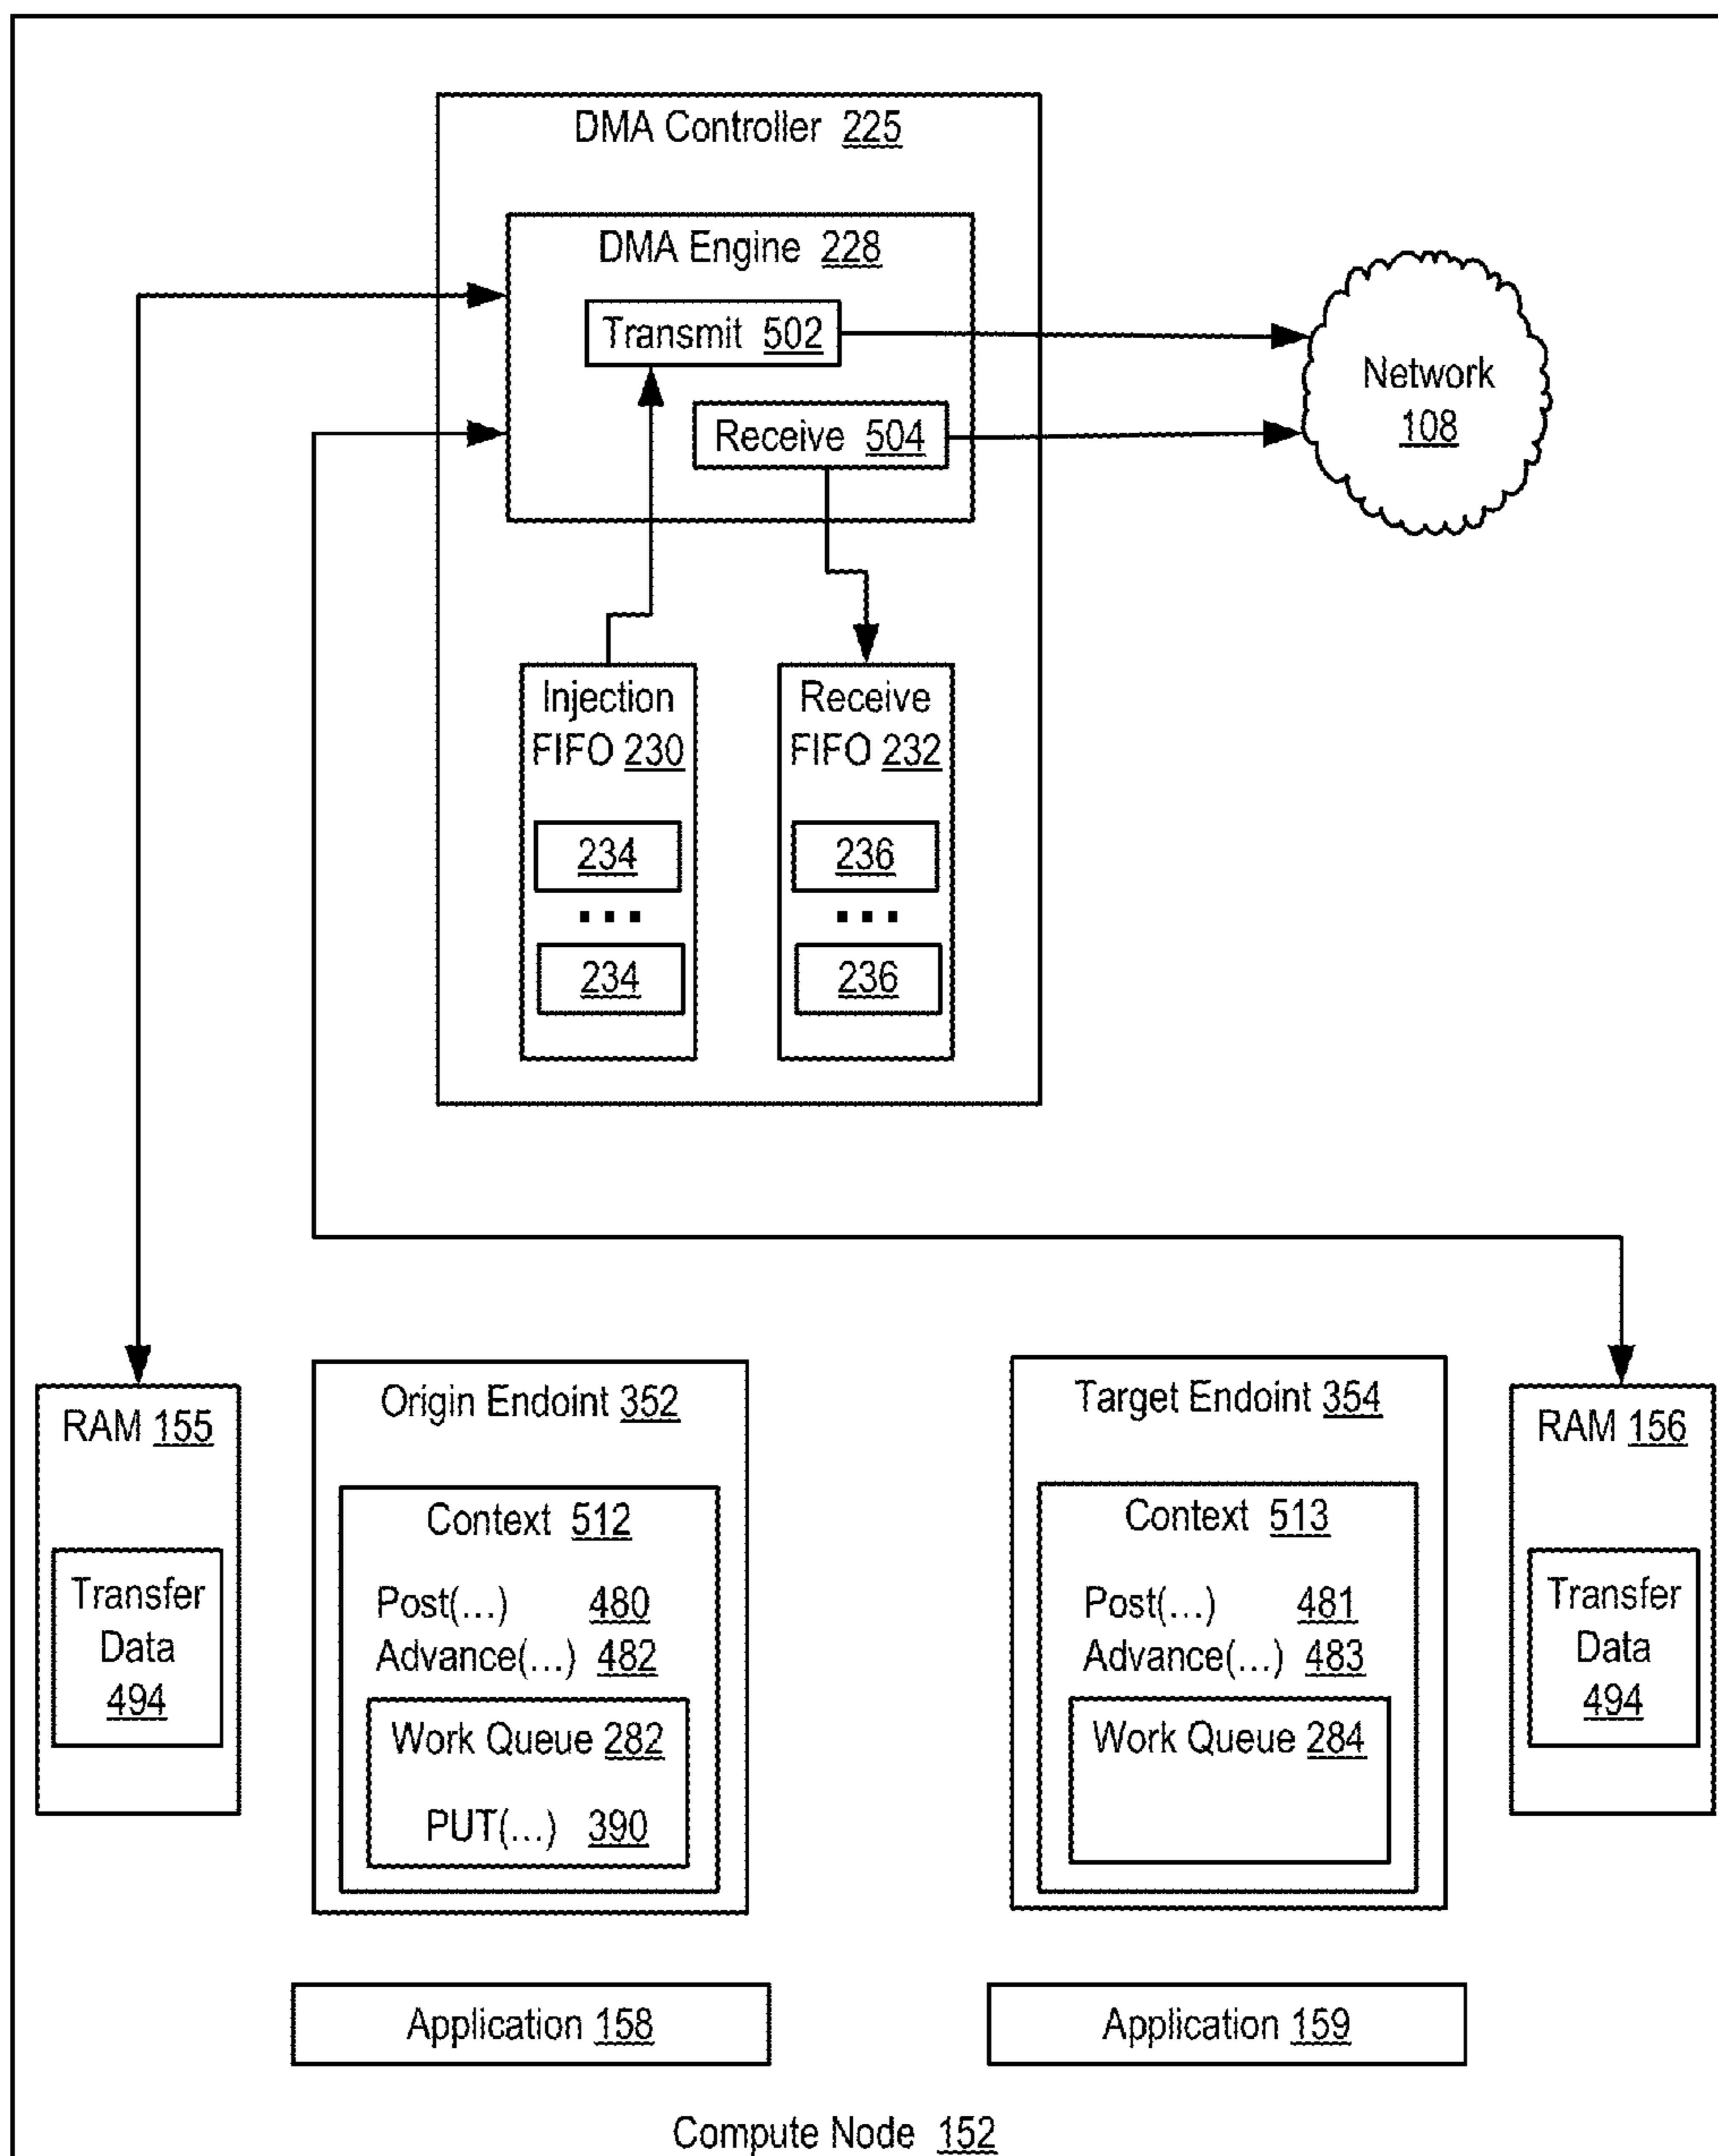 DMA Controller 225
DMA Engine 228
Transmit 502
Receive 504
Network
108
Injection
FIFO 230
234
...
234
Receive
FIFO 232
236
...
236
RAM 155
Transfer
Data
494
Origin Endoint 352
Context 512
Post(...) 480
Advance(...) 482
Work Queue 282
PUT(...) 390
Target Endoint 354
Context 513
Post(...) 481
Advance(...) 483
Work Queue 284
RAM 156
Transfer
Data
494
Application 158
Application 159
Compute Node 152